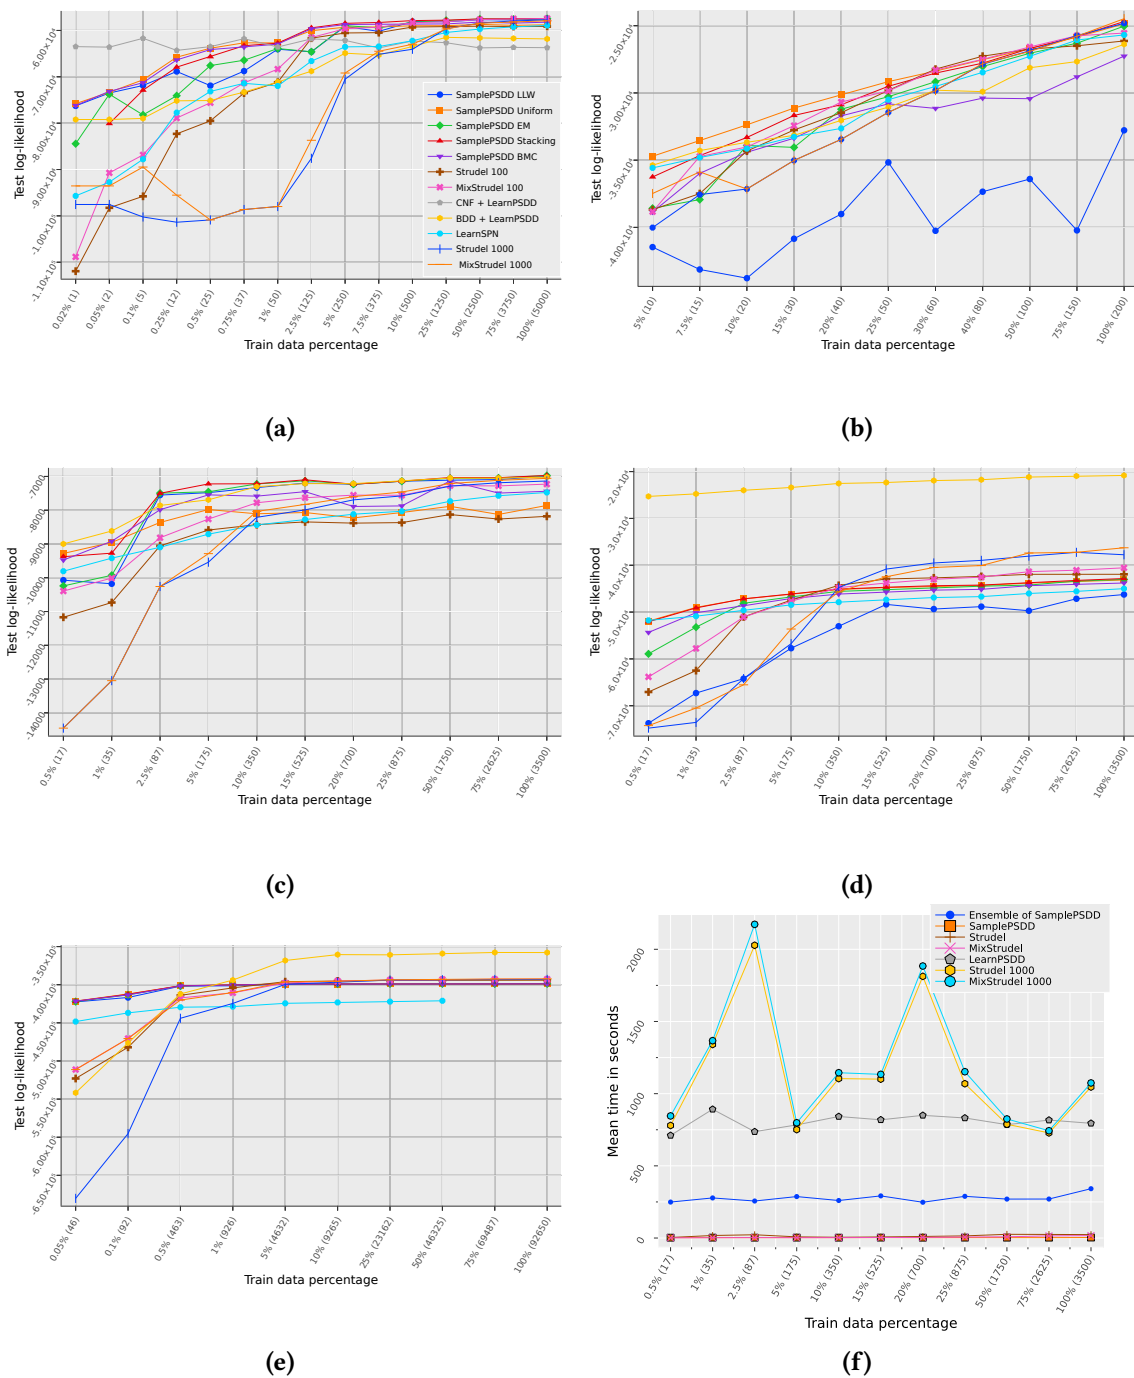 -6.00×10⁴
-7.00×10⁴
-8.00×10⁴
-9.00×10⁴
-1.00×10⁵
-1.10×10⁵
Test log-likelihood
SamplePSDD LLW
SamplePSDD Uniform
SamplePSDD EM
SamplePSDD Stacking
SamplePSDD BMC
Strudel 100
MixStrudel 100
CNF + LearnPSDD
BDD + LearnPSDD
LearnSPN
Strudel 1000
MixStrudel 1000
0.02% (1)
0.05% (2)
0.1% (5)
0.25% (12)
0.5% (25)
0.75% (37)
1% (50)
2.5% (125)
5% (250)
7.5% (375)
10% (500)
25% (1250)
50% (2500)
75% (3750)
100% (5000)
Train data percentage
(a)
-2.50×10⁴
-3.00×10⁴
-3.50×10⁴
-4.00×10⁴
Test log-likelihood
5% (10)
7.5% (15)
10% (20)
15% (30)
20% (40)
25% (50)
30% (60)
40% (80)
50% (100)
75% (150)
100% (200)
Train data percentage
(b)
-7000
-8000
-9000
-10000
-11000
-12000
-13000
-14000
Test log-likelihood
0.5% (17)
1% (35)
2.5% (87)
5% (175)
10% (350)
15% (525)
20% (700)
25% (875)
50% (1750)
75% (2625)
100% (3500)
Train data percentage
(c)
-2.0×10⁴
-3.0×10⁴
-4.0×10⁴
-5.0×10⁴
-6.0×10⁴
-7.0×10⁴
Test log-likelihood
0.5% (17)
1% (35)
2.5% (87)
5% (175)
10% (350)
15% (525)
20% (700)
25% (875)
50% (1750)
75% (2625)
100% (3500)
Train data percentage
(d)
-3.50×10⁵
-4.00×10⁵
-4.50×10⁵
-5.00×10⁵
-5.50×10⁵
-6.00×10⁵
-6.50×10⁵
Test log-likelihood
0.05% (46)
0.1% (92)
0.5% (463)
1% (926)
5% (4632)
10% (9265)
25% (23162)
50% (46325)
75% (69487)
100% (92650)
Train data percentage
(e)
Ensemble of SamplePSDD
SamplePSDD
Strudel
MixStrudel
LearnPSDD
Strudel 1000
MixStrudel 1000
2000
1500
1000
500
0
Mean time in seconds
0.5% (17)
1% (35)
2.5% (87)
5% (175)
10% (350)
15% (525)
20% (700)
25% (875)
50% (1750)
75% (2625)
100% (3500)
Train data percentage
(f)